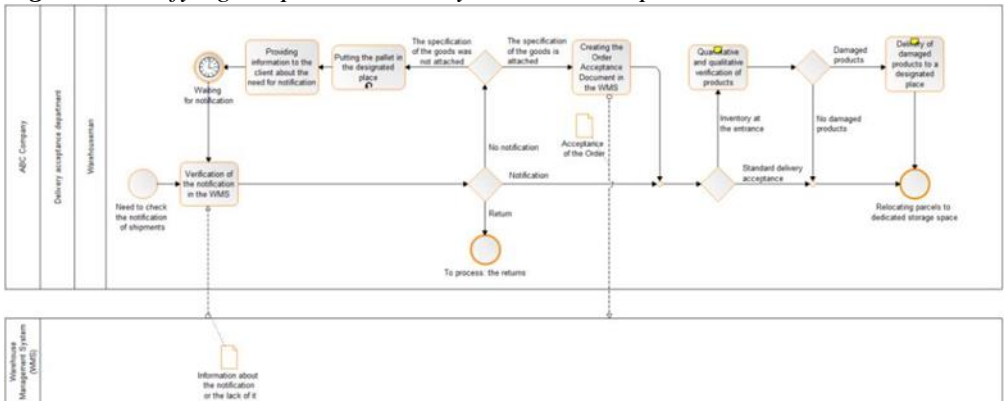 The specification
of the goods was
not attached
The specification
of the goods is
attached
Providing
information to the
client about the
need for notification
Putting the pallet in
the designated
place
Creating the
Order
Acceptance
Document in
the WMS
Quantitative
and qualitative
verification of
products
Damaged
products
Delivery of
damaged
products to a
designated
place
Waiting
for notification
ABC Company
Delivery acceptance department
Warehouseman
No notification
Acceptance
of the Order
Inventory at
the entrance
No damaged
products
Verification of
the notification
in the WMS
Notification
Standard delivery
acceptance
Need to check
the notification
of shipments
Return
Relocating parcels to
dedicated storage space
To process: the returns
Warehouse
Management System
(WMS)
Information about
the notification
or the lack of it